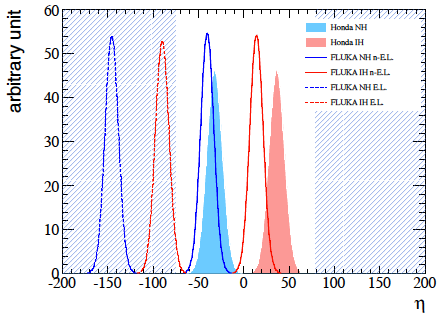 arbitrary unit
60
50
40
30
20
10
0
Honda NH
Honda IH
FLUKA NH n-E.L.
FLUKA IH n-E.L.
FLUKA NH E.L.
FLUKA IH E.L.
-200 -150 -100 -50 0 50 100 150 200
η